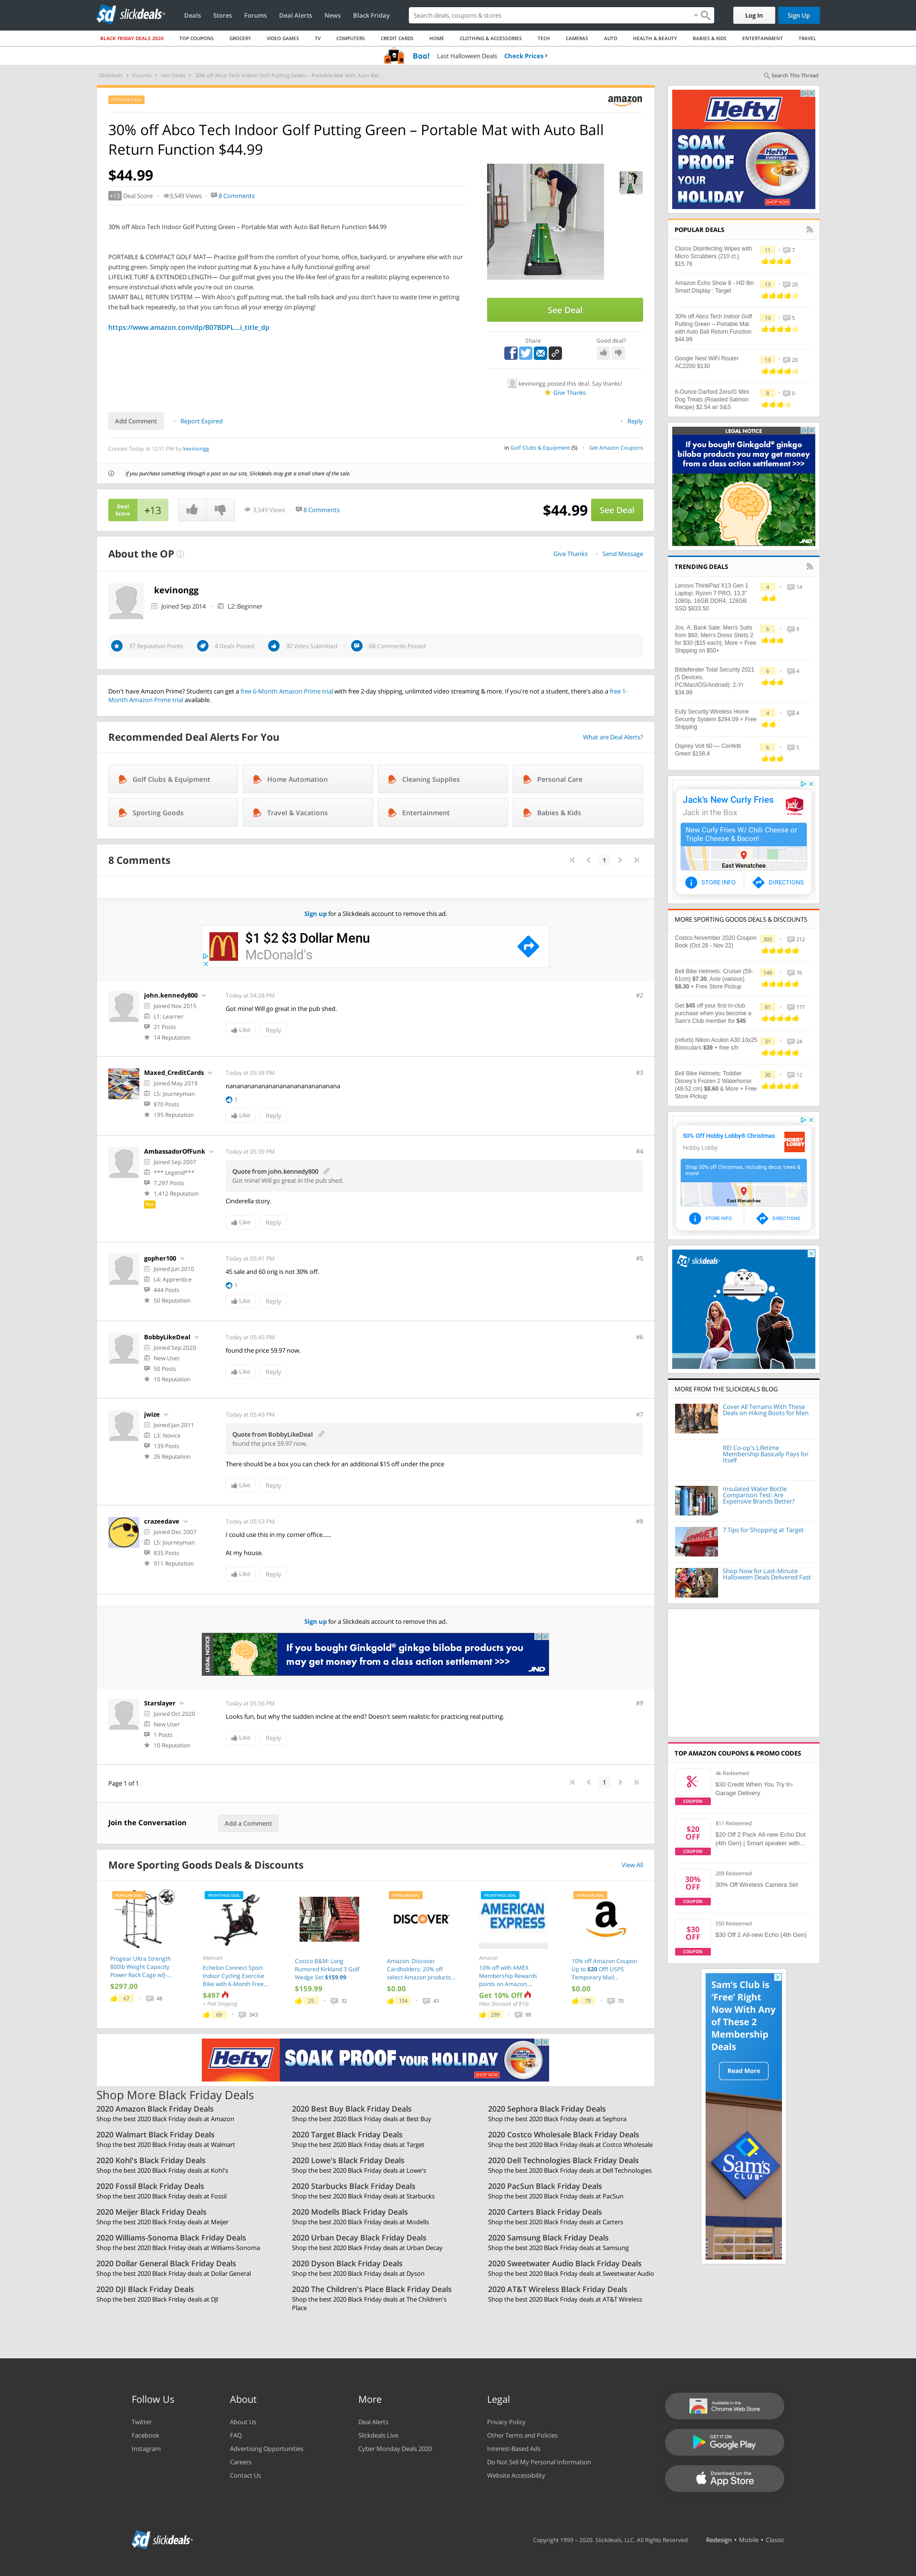 slickdeals
Deals Stores Forums Deal Alerts News Black Friday
Search deals, coupons & stores
Log In
Sign Up
BLACK FRIDAY DEALS 2020 TOP COUPONS GROCERY VIDEO GAMES TV COMPUTERS CREDIT CARDS HOME CLOTHING & ACCESSORIES TECH CAMERAS AUTO HEALTH & BEAUTY BABIES & KIDS ENTERTAINMENT TRAVEL
Boo! Last Halloween Deals Check Prices
Slickdeals Forums Hot Deals 30% off Abco Tech Indoor Golf Putting Green – Portable Mat with Auto Bal...
Search This Thread
POPULAR DEAL
amazon
30% off Abco Tech Indoor Golf Putting Green – Portable Mat with Auto Ball
Return Function $44.99
$44.99
+13 Deal Score 3,549 Views 8 Comments
30% off Abco Tech Indoor Golf Putting Green – Portable Mat with Auto Ball Return Function $44.99
PORTABLE & COMPACT GOLF MAT— Practice golf from the comfort of your home, office, backyard, or anywhere else with our
putting green. Simply open the indoor putting mat & you have a fully functional golfing area!
LIFELIKE TURF & EXTENDED LENGTH— Our golf mat gives you the life-like feel of grass for a realistic playing experience to
ensure instinctual shots while you're out on course.
SMART BALL RETURN SYSTEM — With Abco's golf putting mat, the ball rolls back and you don't have to waste time in getting
the ball back repeatedly, so that you can focus all your energy on playing!
https://www.amazon.com/dp/B07BDPL...i_title_dp
See Deal
Share
Good deal?
kevinongg posted this deal. Say thanks!
Give Thanks
Add Comment
Report Expired
Reply
Created Today at 12:51 PM by kevinongg
in Golf Clubs & Equipment (5) Get Amazon Coupons
If you purchase something through a post on our site, Slickdeals may get a small share of the sale.
Deal
Score
+13
3,549 Views 8 Comments
$44.99
See Deal
About the OP
Give Thanks Send Message
kevinongg
Joined Sep 2014 L2: Beginner
37 Reputation Points 4 Deals Posted 30 Votes Submitted 68 Comments Posted
Don't have Amazon Prime? Students can get a free 6-Month Amazon Prime trial with free 2-day shipping, unlimited video streaming & more. If you're not a student, there's also a free 1-
Month Amazon Prime trial available.
Recommended Deal Alerts For You
What are Deal Alerts?
Golf Clubs & Equipment
Home Automation
Cleaning Supplies
Personal Care
Sporting Goods
Travel & Vacations
Entertainment
Babies & Kids
8 Comments
1
Sign up for a Slickdeals account to remove this ad.
$1 $2 $3 Dollar Menu
McDonald's
john.kennedy800
Joined Nov 2015
L1: Learner
21 Posts
14 Reputation
Today at 04:28 PM
#2
Got mine! Will go great in the pub shed.
Like
Reply
Maxed_CreditCards
Joined May 2019
L5: Journeyman
870 Posts
195 Reputation
Today at 05:38 PM
#3
nanananananananananananananananana
1
Like
Reply
AmbassadorOfFunk
Joined Sep 2007
*** Legend***
7,297 Posts
1,412 Reputation
Pro
Today at 05:39 PM
#4
Quote from john.kennedy800
Got mine! Will go great in the pub shed.
Cinderella story.
Like
Reply
gopher100
Joined Jun 2010
L4: Apprentice
444 Posts
50 Reputation
Today at 05:41 PM
#5
45 sale and 60 orig is not 30% off.
1
Like
Reply
BobbyLikeDeal
Joined Sep 2020
New User
50 Posts
10 Reputation
Today at 05:45 PM
#6
found the price 59.97 now.
Like
Reply
jwize
Joined Jan 2011
L3: Novice
139 Posts
26 Reputation
Today at 05:49 PM
#7
Quote from BobbyLikeDeal
found the price 59.97 now.
There should be a box you can check for an additional $15 off under the price
Like
Reply
crazeedave
Joined Dec 2007
L5: Journeyman
835 Posts
911 Reputation
Today at 05:53 PM
#8
I could use this in my corner office......
At my house.
Like
Reply
Sign up for a Slickdeals account to remove this ad.
LEGAL NOTICE
If you bought Ginkgold® ginkgo biloba products you
may get money from a class action settlement >>>
JND
Starslayer
Joined Oct 2020
New User
1 Posts
10 Reputation
Today at 05:56 PM
#9
Looks fun, but why the sudden incline at the end? Doesn't seem realistic for practicing real putting.
Like
Reply
Page 1 of 1
1
Join the Conversation
Add a Comment
More Sporting Goods Deals & Discounts
View All
POPULAR DEAL
Progear Ultra Strength
800lb Weight Capacity
Power Rack Cage w/J-...
$297.00
67 48
FRONTPAGE DEAL
Walmart
Echelon Connect Sport
Indoor Cycling Exercise
Bike with 6-Month Free...
$497
+ Free Shipping
69 343
Costco B&M: Long
Rumored Kirkland 3 Golf
Wedge Set $159.99
$159.99
25 32
POPULAR DEAL
DISCOVER
Amazon: Discover
Cardholders: 20% off
select Amazon products...
$0.00
154 43
FRONTPAGE DEAL
AMERICAN
EXPRESS
Amazon
10% off with AMEX
Membership Rewards
points on Amazon....
Get 10% Off
(Max Discount of $10)
299 98
POPULAR DEAL
10% off Amazon Coupon
Up to $20 Off! USPS
Temporary Mail...
$0.00
79 70
Hefty
SOAK PROOF YOUR HOLIDAY
SHOP NOW
Shop More Black Friday Deals
2020 Amazon Black Friday Deals
Shop the best 2020 Black Friday deals at Amazon
2020 Best Buy Black Friday Deals
Shop the best 2020 Black Friday deals at Best Buy
2020 Sephora Black Friday Deals
Shop the best 2020 Black Friday deals at Sephora
2020 Walmart Black Friday Deals
Shop the best 2020 Black Friday deals at Walmart
2020 Target Black Friday Deals
Shop the best 2020 Black Friday deals at Target
2020 Costco Wholesale Black Friday Deals
Shop the best 2020 Black Friday deals at Costco Wholesale
2020 Kohl's Black Friday Deals
Shop the best 2020 Black Friday deals at Kohl's
2020 Lowe's Black Friday Deals
Shop the best 2020 Black Friday deals at Lowe's
2020 Dell Technologies Black Friday Deals
Shop the best 2020 Black Friday deals at Dell Technologies
2020 Fossil Black Friday Deals
Shop the best 2020 Black Friday deals at Fossil
2020 Starbucks Black Friday Deals
Shop the best 2020 Black Friday deals at Starbucks
2020 PacSun Black Friday Deals
Shop the best 2020 Black Friday deals at PacSun
2020 Meijer Black Friday Deals
Shop the best 2020 Black Friday deals at Meijer
2020 Modells Black Friday Deals
Shop the best 2020 Black Friday deals at Modells
2020 Carters Black Friday Deals
Shop the best 2020 Black Friday deals at Carters
2020 Williams-Sonoma Black Friday Deals
Shop the best 2020 Black Friday deals at Williams-Sonoma
2020 Urban Decay Black Friday Deals
Shop the best 2020 Black Friday deals at Urban Decay
2020 Samsung Black Friday Deals
Shop the best 2020 Black Friday deals at Samsung
2020 Dollar General Black Friday Deals
Shop the best 2020 Black Friday deals at Dollar General
2020 Dyson Black Friday Deals
Shop the best 2020 Black Friday deals at Dyson
2020 Sweetwater Audio Black Friday Deals
Shop the best 2020 Black Friday deals at Sweetwater Audio
2020 DJI Black Friday Deals
Shop the best 2020 Black Friday deals at DJI
2020 The Children's Place Black Friday Deals
Shop the best 2020 Black Friday deals at The Children's
Place
2020 AT&T Wireless Black Friday Deals
Shop the best 2020 Black Friday deals at AT&T Wireless
Hefty
SOAK
PROOF
YOUR
HOLIDAY
Hefty
EVERYDAY
SHOP NOW
POPULAR DEALS
Clorox Disinfecting Wipes with
Micro Scrubbers (210 ct.)
$15.76
11 7
Amazon Echo Show 8 - HD 8in
Smart Display : Target
13 20
30% off Abco Tech Indoor Golf
Putting Green – Portable Mat
with Auto Ball Return Function
$44.99
13 5
Google Nest WiFi Router
AC2200 $130
13 20
6-Ounce Darford Zero/G Mini
Dog Treats (Roasted Salmon
Recipe) $2.54 w/ S&S
8 0
LEGAL NOTICE
If you bought Ginkgold® ginkgo
biloba products you may get money
from a class action settlement >>>
JND
TRENDING DEALS
Lenovo ThinkPad X13 Gen 1
Laptop: Ryzen 7 PRO, 13.3"
1080p, 16GB DDR4, 128GB
SSD $833.50
4 14
Jos. A. Bank Sale: Men's Suits
from $60, Men's Dress Shirts 2
for $30 ($15 each), More + Free
Shipping on $50+
6 9
Bitdefender Total Security 2021
(5 Devices,
PC/Mac/iOS/Android): 2-Yr
$34.99
6 4
Eufy Security Wireless Home
Security System $294.09 + Free
Shipping
4 4
Osprey Volt 60 — Confetti
Green $158.4
6 5
Jack's New Curly Fries
Jack in the Box
New Curly Fries W/ Chili Cheese or
Triple Cheese & Bacon!
East Wenatchee
STORE INFO
DIRECTIONS
MORE SPORTING GOODS DEALS & DISCOUNTS
Costco November 2020 Coupon
Book (Oct 28 - Nov 22)
303 212
Bell Bike Helmets: Cruiser (59-
61cm) $7.30, Axle (various)
$8.30 + Free Store Pickup
149 76
Get $45 off your first in-club
purchase when you become a
Sam's Club member for $45
81 177
(refurb) Nikon Aculon A30 10x25
Binoculars $39 + free s/h
31 24
Bell Bike Helmets: Toddler
Disney's Frozen 2 Waterhorse
(48-52 cm) $6.60 & More + Free
Store Pickup
30 12
50% Off Hobby Lobby® Christmas
Hobby Lobby
HOBBY
LOBBY
Shop 50% off Christmas, including decor, trees &
more!
East Wenatchee
STORE INFO
DIRECTIONS
slickdeals
MORE FROM THE SLICKDEALS BLOG
Cover All Terrains With These
Deals on Hiking Boots for Men
REI Co-op's Lifetime
Membership Basically Pays for
Itself
Insulated Water Bottle
Comparison Test: Are
Expensive Brands Better?
7 Tips for Shopping at Target
Shop Now for Last-Minute
Halloween Deals Delivered Fast
TOP AMAZON COUPONS & PROMO CODES
COUPON
4k Redeemed
$30 Credit When You Try In-
Garage Delivery
$20
OFF
COUPON
811 Redeemed
$20 Off 2 Pack All-new Echo Dot
(4th Gen) | Smart speaker with...
30%
OFF
COUPON
209 Redeemed
30% Off Wireless Camera Set
$30
OFF
COUPON
550 Redeemed
$30 Off 2 All-new Echo (4th Gen)
Sam's Club is
'Free' Right
Now With Any
of These 2
Membership
Deals
Read More
Sam's
CLUB
Follow Us
Twitter
Facebook
Instagram
About
About Us
FAQ
Advertising Opportunities
Careers
Contact Us
More
Deal Alerts
Slickdeals Live
Cyber Monday Deals 2020
Legal
Privacy Policy
Other Terms and Policies
Interest-Based Ads
Do Not Sell My Personal Information
Website Accessibility
Available in the
Chrome Web Store
GET IT ON
Google Play
Download on the
App Store
slickdeals
Copyright 1999 – 2020. Slickdeals, LLC. All Rights Reserved.
Redesign • Mobile • Classic